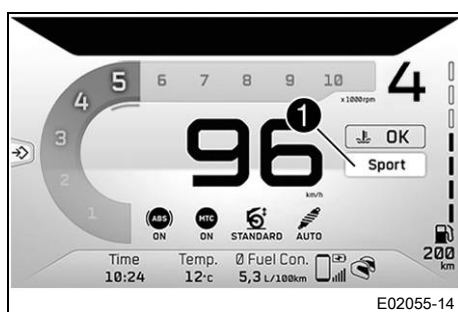 5 6 7 8 9 10
4
4
x1000rpm
1
3
96
OK
Sport
2
km/h
1
ABS MTC
ON ON STANDARD AUTO
Time Temp. Ø Fuel Con.
10:24 12°C 5,3 L/100km
200
km
E02055-14